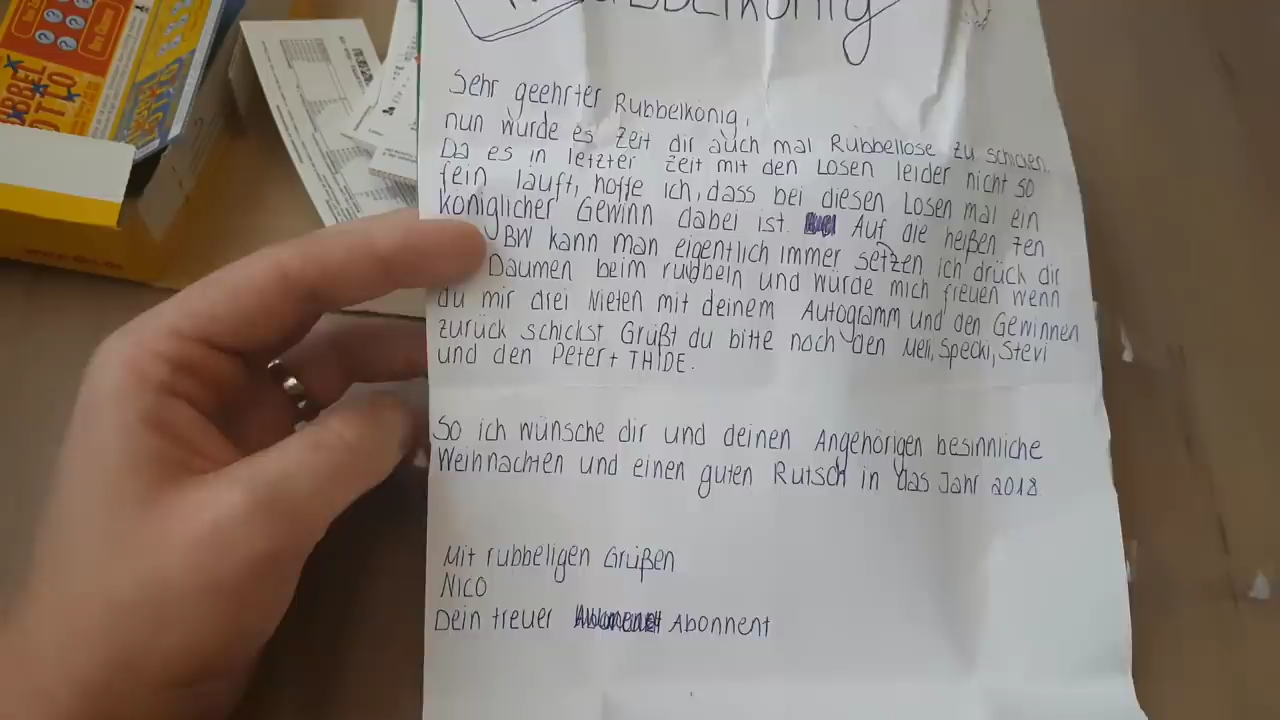 Rubbelkönig
Sehr geehrter Rubbelkönig,
nun wurde es Zeit dir auch mal Rubbellose zu schicken.
Da es in letzter Zeit mit den Losen leider nicht so
fein läuft, hoffe ich, dass bei diesen Losen mal ein
königlicher Gewinn dabei ist. Auf die heißen 7en
BW kann man eigentlich immer setzen ich drück dir
Daumen beim rubbeln und würde mich freuen wenn
du mir drei Nieten mit deinem Autogramm und den Gewinnen
zurück schickst Grüßt du bitte noch den Meli, Specki, Stevi
und den Peter + THIDE.
So ich wünsche dir und deinen Angehörigen besinnliche
Weihnachten und einen guten Rutsch in das Jahr 2018
Mit rubbeligen Grüßen
NICO
Dein treuer Abonnent